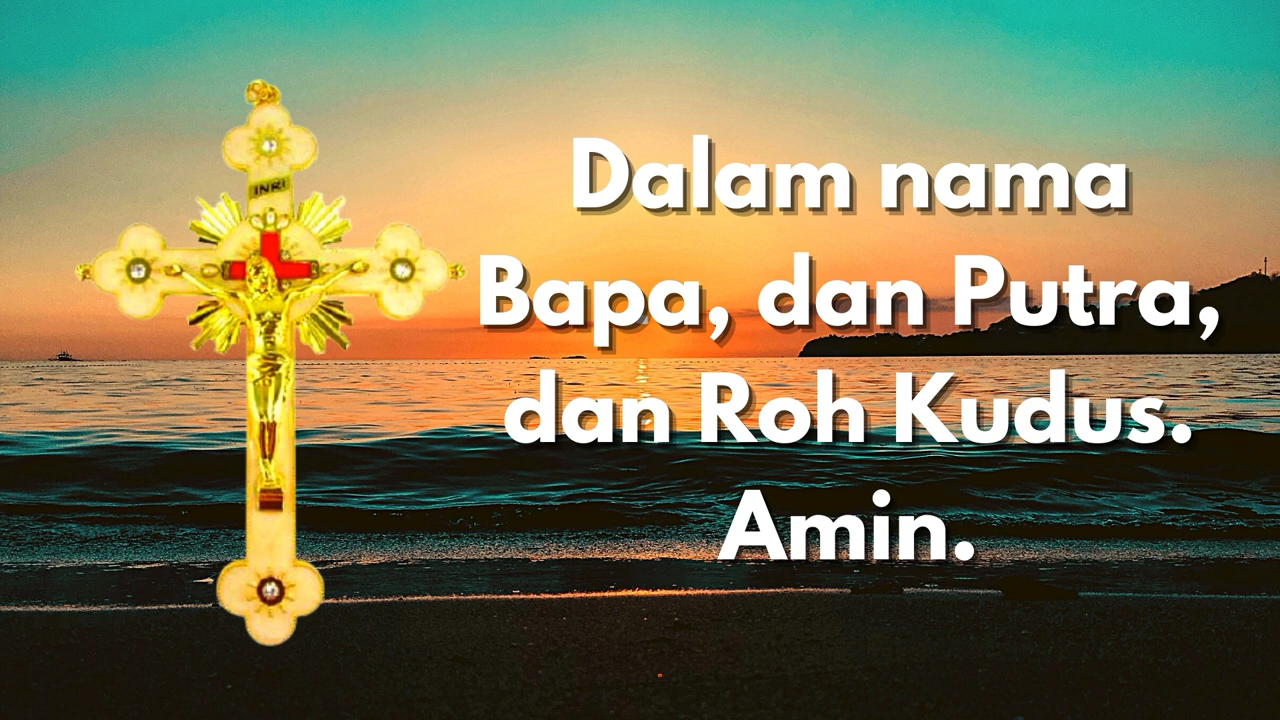 INRI
Dalam nama
Bapa, dan Putra,
dan Roh Kudus.
Amin.